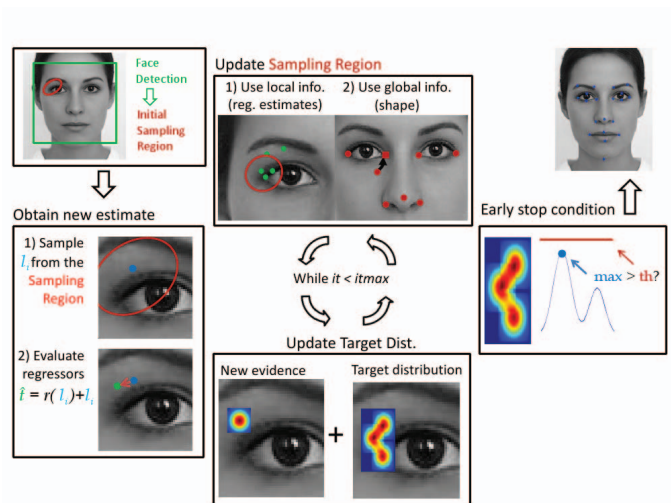 Face
Detection
Initial
Sampling
Region
Update Sampling Region
1) Use local info.
(reg. estimates)
2) Use global info.
(shape)
Obtain new estimate
1) Sample
l_i from the
Sampling
Region
2) Evaluate
regressors
t̂ = r(l_i)+l_i
While it < itmax
Update Target Dist.
New evidence
Target distribution
+
Early stop condition
max > th?